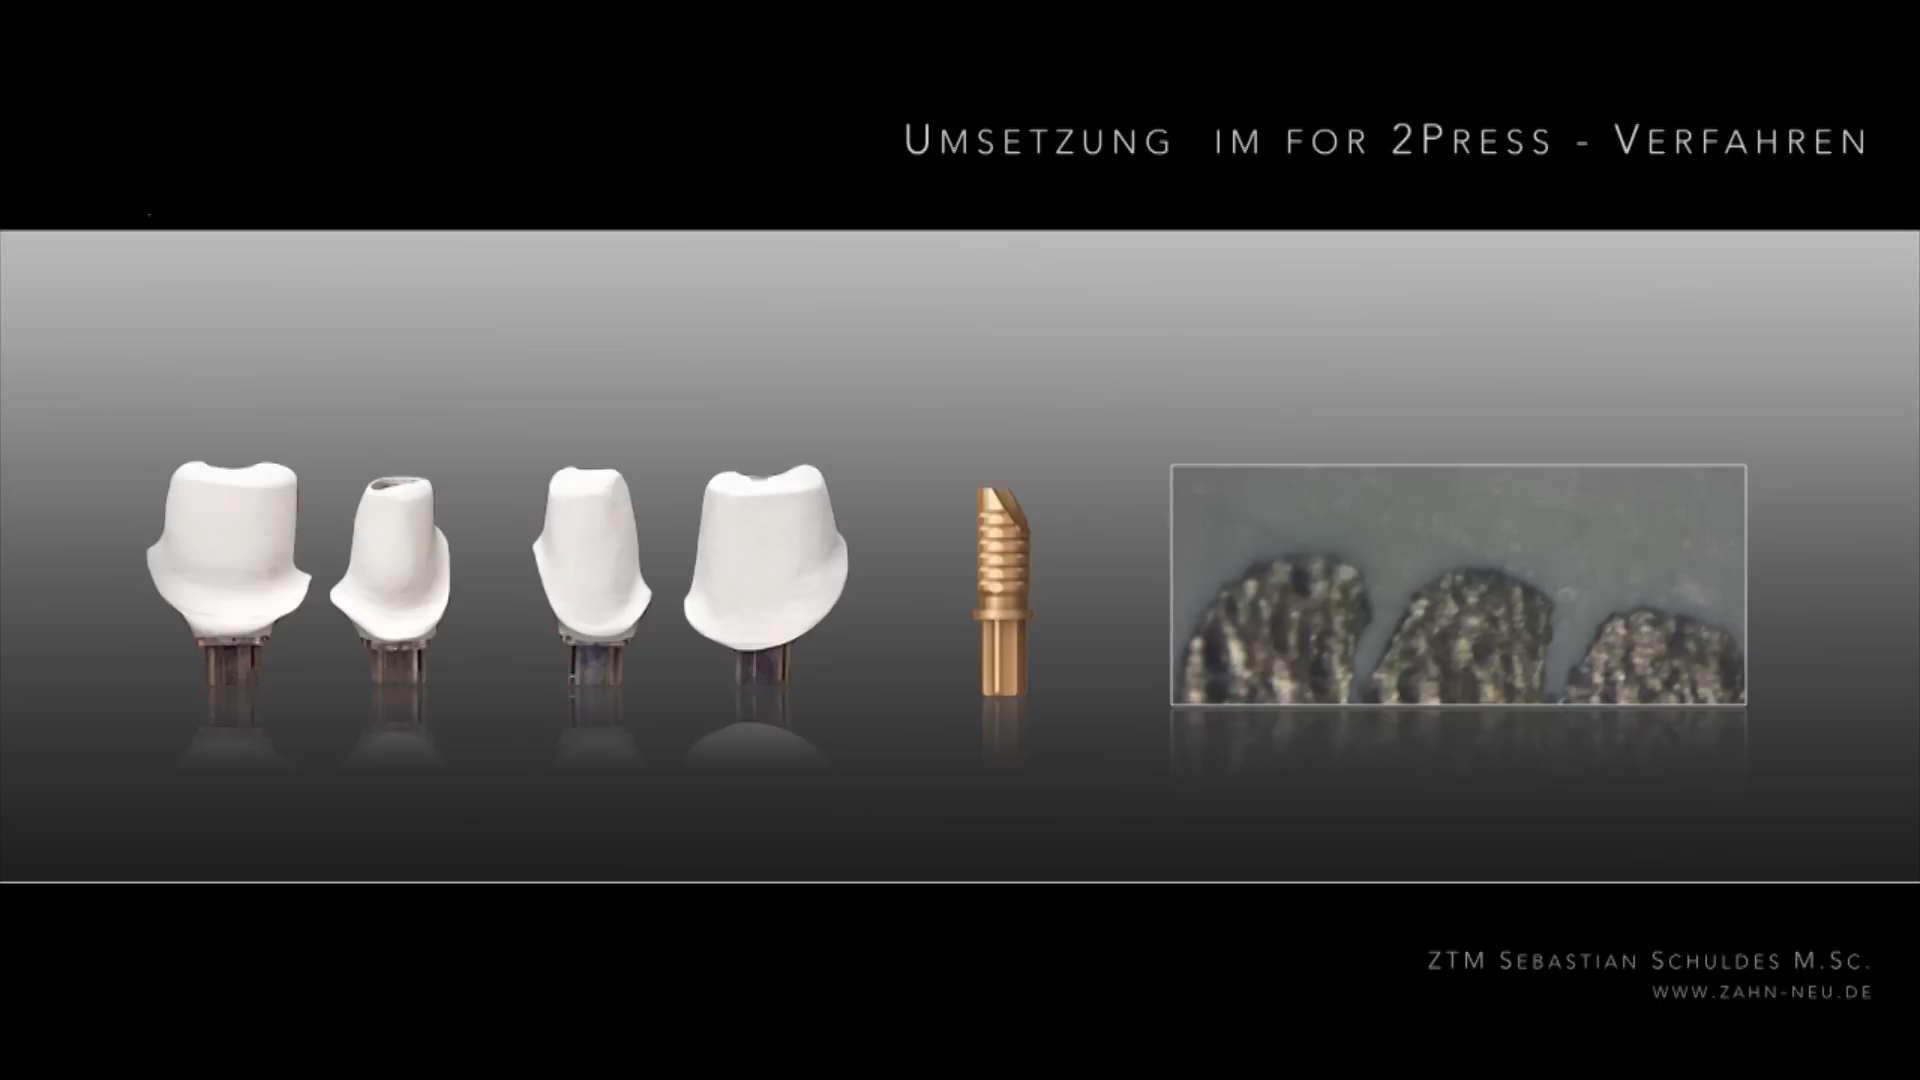 Umsetzung im for 2Press - Verfahren
ZTM Sebastian Schuldes M.Sc.
www.zahn-neu.de